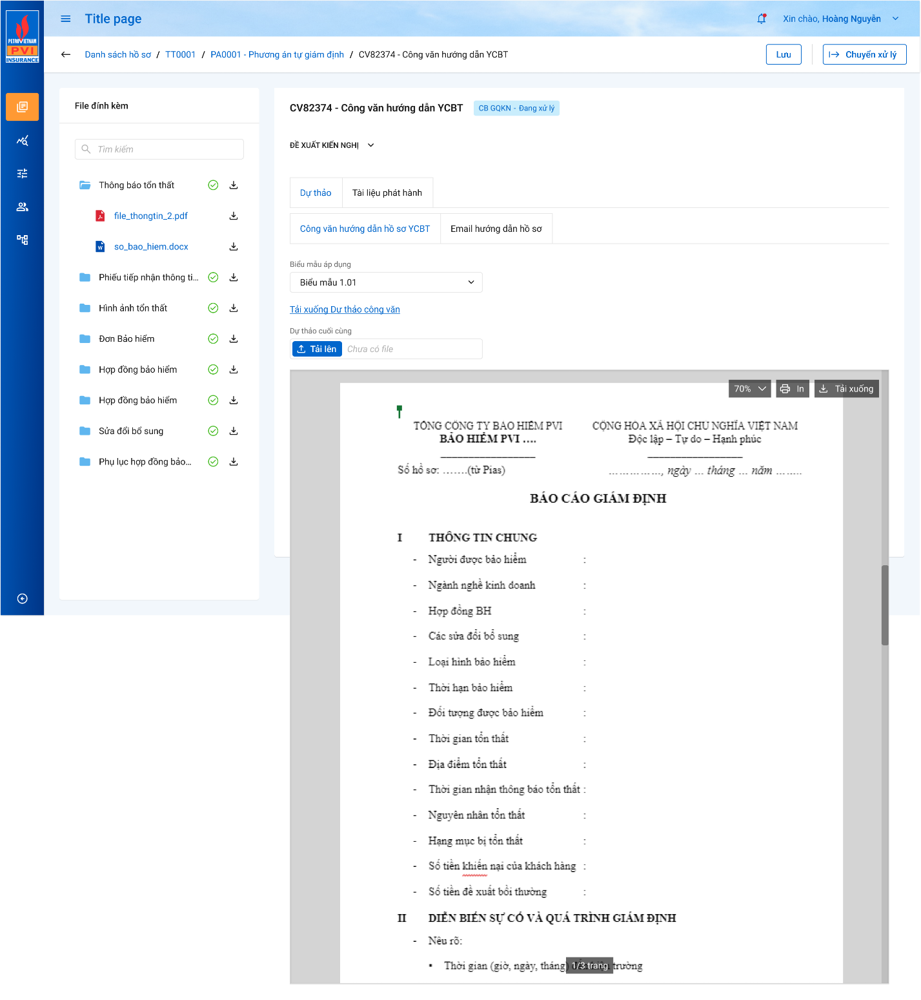 PETROVIETNAM
PVI
INSURANCE
Title page
Xin chào, Hoàng Nguyễn
Danh sách hồ sơ / TT0001 / PA0001 - Phương án tự giám định / CV82374 - Công văn hướng dẫn YCBT
Lưu
Chuyển xử lý
File đính kèm
Tìm kiếm
Thông báo tổn thất
file_thongtin_2.pdf
so_bao_hiem.docx
Phiếu tiếp nhận thông ti...
Hình ảnh tổn thất
Đơn Bảo hiểm
Hợp đồng bảo hiểm
Hợp đồng bảo hiểm
Sửa đổi bổ sung
Phụ lục hợp đồng bảo...
CV82374 - Công văn hướng dẫn YCBT
CB GQKN - Đang xử lý
ĐỀ XUẤT KIẾN NGHỊ
Dự thảo
Tài liệu phát hành
Công văn hướng dẫn hồ sơ YCBT
Email hướng dẫn hồ sơ
Biểu mẫu áp dụng
Biểu mẫu 1.01
Tải xuống Dự thảo công văn
Dự thảo cuối cùng
Tải lên
Chưa có file
70%
In
Tải xuống
TỔNG CÔNG TY BẢO HIỂM PVI
BẢO HIỂM PVI ....
Số hồ sơ: …….(từ Pias)
CỘNG HÒA XÃ HỘI CHỦ NGHĨA VIỆT NAM
Độc lập – Tự do – Hạnh phúc
……………, ngày … tháng … năm ……..
BÁO CÁO GIÁM ĐỊNH
I THÔNG TIN CHUNG
- Người được bảo hiểm :
- Ngành nghề kinh doanh :
- Hợp đồng BH :
- Các sửa đổi bổ sung :
- Loại hình bảo hiểm :
- Thời hạn bảo hiểm :
- Đối tượng được bảo hiểm :
- Thời gian tổn thất :
- Địa điểm tổn thất :
- Thời gian nhận thông báo tổn thất :
- Nguyên nhân tổn thất :
- Hạng mục bị tổn thất :
- Số tiền khiến nại của khách hàng :
- Số tiền đề xuất bồi thường :
II DIỄN BIẾN SỰ CỐ VÀ QUÁ TRÌNH GIÁM ĐỊNH
- Nêu rõ:
▪ Thời gian (giờ, ngày, tháng) trường
1/3 trang